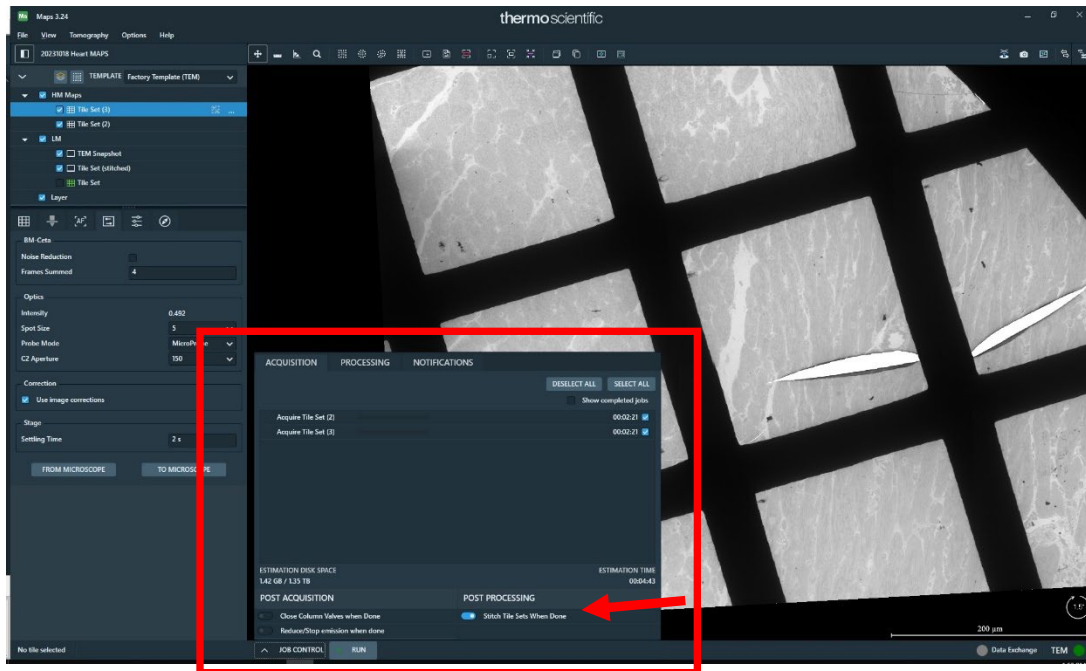 Ma Maps 3.24
thermo scientific
File View Tomography Options Help
20231018 Heart MAPS
TEMPLATE Factory Template (TEM)
HM Maps
Tile Set (3) ...
Tile Set (2)
LM
TEM Snapshot
Tile Set (stitched)
Tile Set
Layer
BM-Ceta
Noise Reduction
Frames Summed 4
Optics
Intensity 0.492
Spot Size 5
Probe Mode MicroProbe
C2 Aperture 150
Correction
Use image corrections
Stage
Settling Time 2 s
FROM MICROSCOPE TO MICROSCOPE
ACQUISITION PROCESSING NOTIFICATIONS
DESELECT ALL SELECT ALL
Show completed jobs
Acquire Tile Set (2) 00:02:21
Acquire Tile Set (3) 00:02:21
ESTIMATION DISK SPACE ESTIMATION TIME
1.42 GB / 1.35 TB 00:04:43
POST ACQUISITION POST PROCESSING
Close Column Valves when Done Stitch Tile Sets When Done
Reduce/Stop emission when done
1.5°
200 µm
No tile selected JOB CONTROL RUN Data Exchange TEM